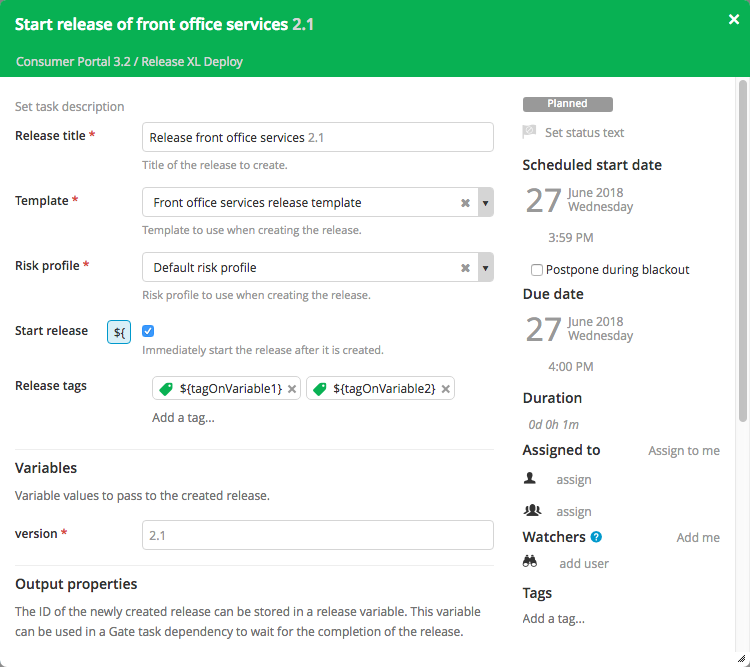 Start release of front office services 2.1
Consumer Portal 3.2 / Release XL Deploy
Set task description
Release title *
Release front office services 2.1
Title of the release to create.
Template *
Front office services release template
Template to use when creating the release.
Risk profile *
Default risk profile
Risk profile to use when creating the release.
Start release
${
Immediately start the release after it is created.
Release tags
${tagOnVariable1}
${tagOnVariable2}
Add a tag...
Variables
Variable values to pass to the created release.
version *
2.1
Output properties
The ID of the newly created release can be stored in a release variable. This variable
can be used in a Gate task dependency to wait for the completion of the release.
Planned
Set status text
Scheduled start date
27 June 2018
Wednesday
3:59 PM
Postpone during blackout
Due date
27 June 2018
Wednesday
4:00 PM
Duration
0d 0h 1m
Assigned to
Assign to me
assign
assign
Watchers ?
Add me
add user
Tags
Add a tag...